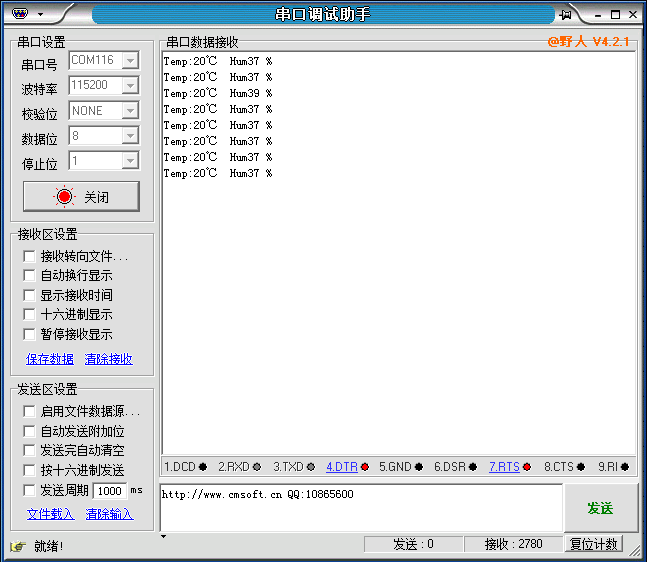 串口调试助手
串口设置
串口号 COM116
波特率 115200
校验位 NONE
数据位 8
停止位 1
关闭
接收区设置
接收转向文件...
自动换行显示
显示接收时间
十六进制显示
暂停接收显示
保存数据 清除接收
发送区设置
启用文件数据源...
自动发送附加位
发送完自动清空
按十六进制发送
发送周期 1000 ms
文件载入 清除输入
串口数据接收 @野人 V4.2.1
Temp:20℃ Hum37 %
Temp:20℃ Hum37 %
Temp:20℃ Hum39 %
Temp:20℃ Hum37 %
Temp:20℃ Hum37 %
Temp:20℃ Hum37 %
Temp:20℃ Hum37 %
Temp:20℃ Hum37 %
1.DCD 2.RXD 3.TXD 4.DTR 5.GND 6.DSR 7.RTS 8.CTS 9.RI
http://www.cmsoft.cn QQ:10865600
发送
就绪! 发送 : 0 接收 : 2780 复位计数